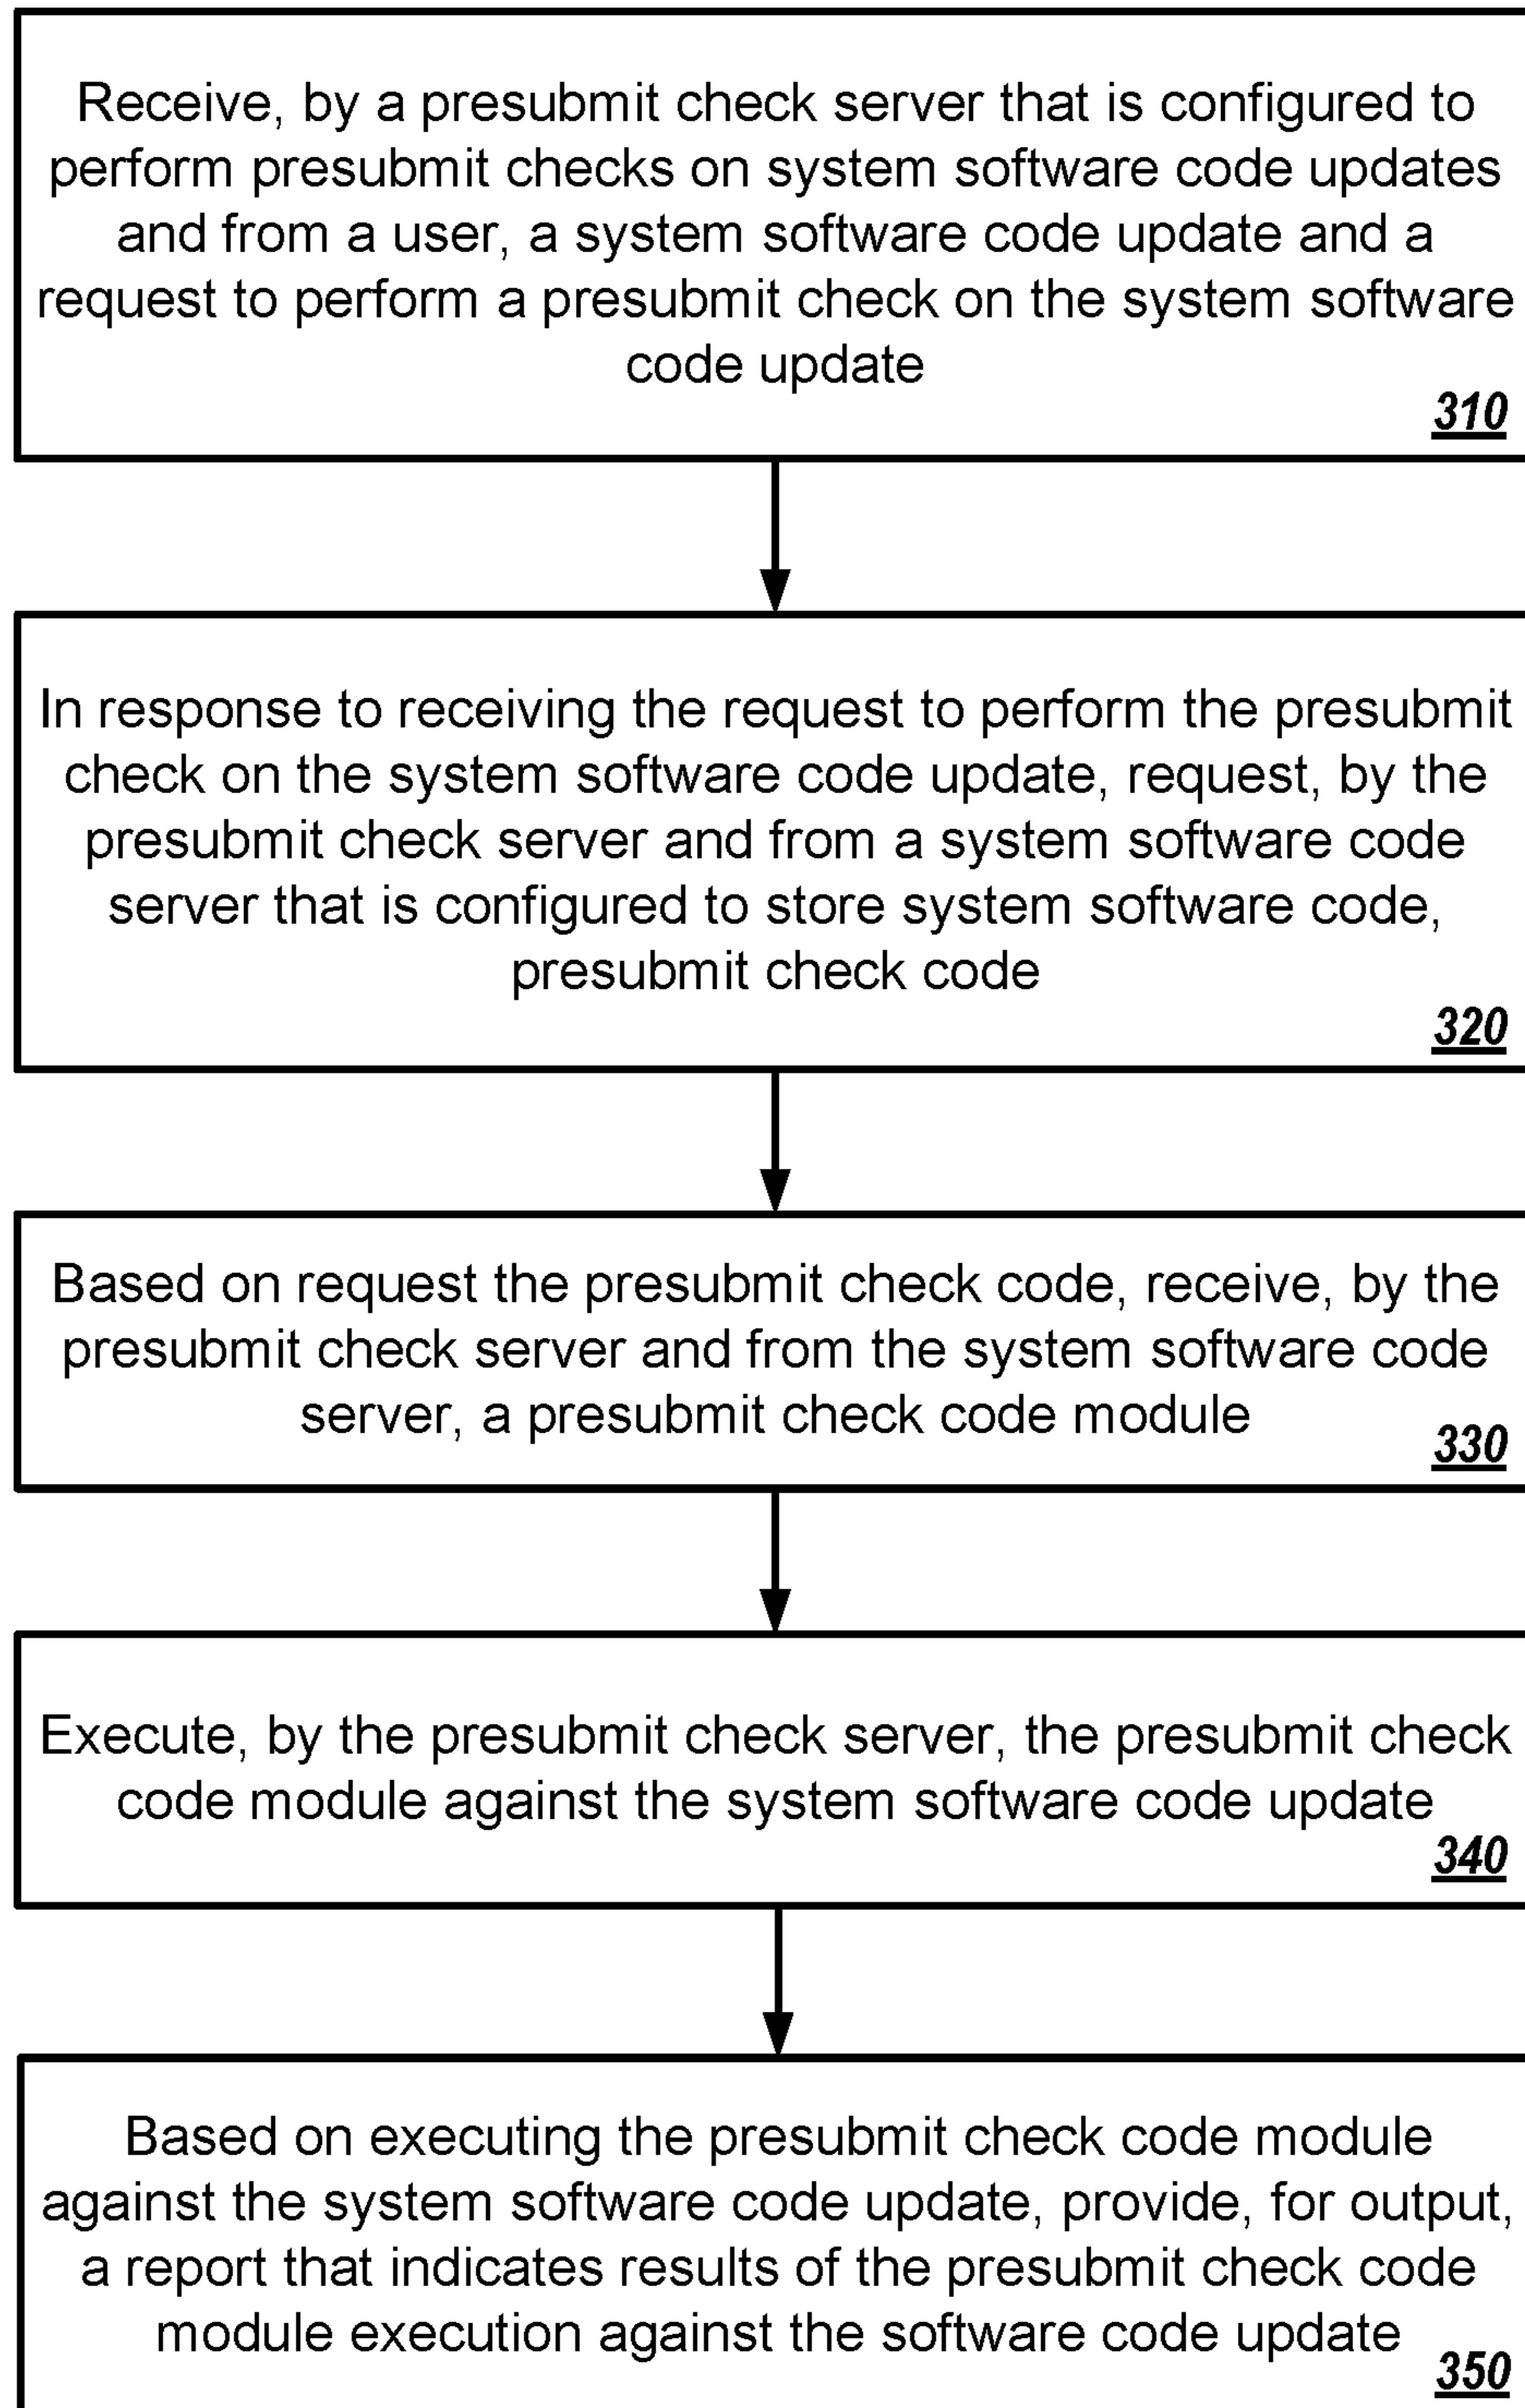 Receive, by a presubmit check server that is configured to
perform presubmit checks on system software code updates
and from a user, a system software code update and a
request to perform a presubmit check on the system software
code update
310
In response to receiving the request to perform the presubmit
check on the system software code update, request, by the
presubmit check server and from a system software code
server that is configured to store system software code,
presubmit check code
320
Based on request the presubmit check code, receive, by the
presubmit check server and from the system software code
server, a presubmit check code module
330
Execute, by the presubmit check server, the presubmit check
code module against the system software code update
340
Based on executing the presubmit check code module
against the system software code update, provide, for output,
a report that indicates results of the presubmit check code
module execution against the software code update
350